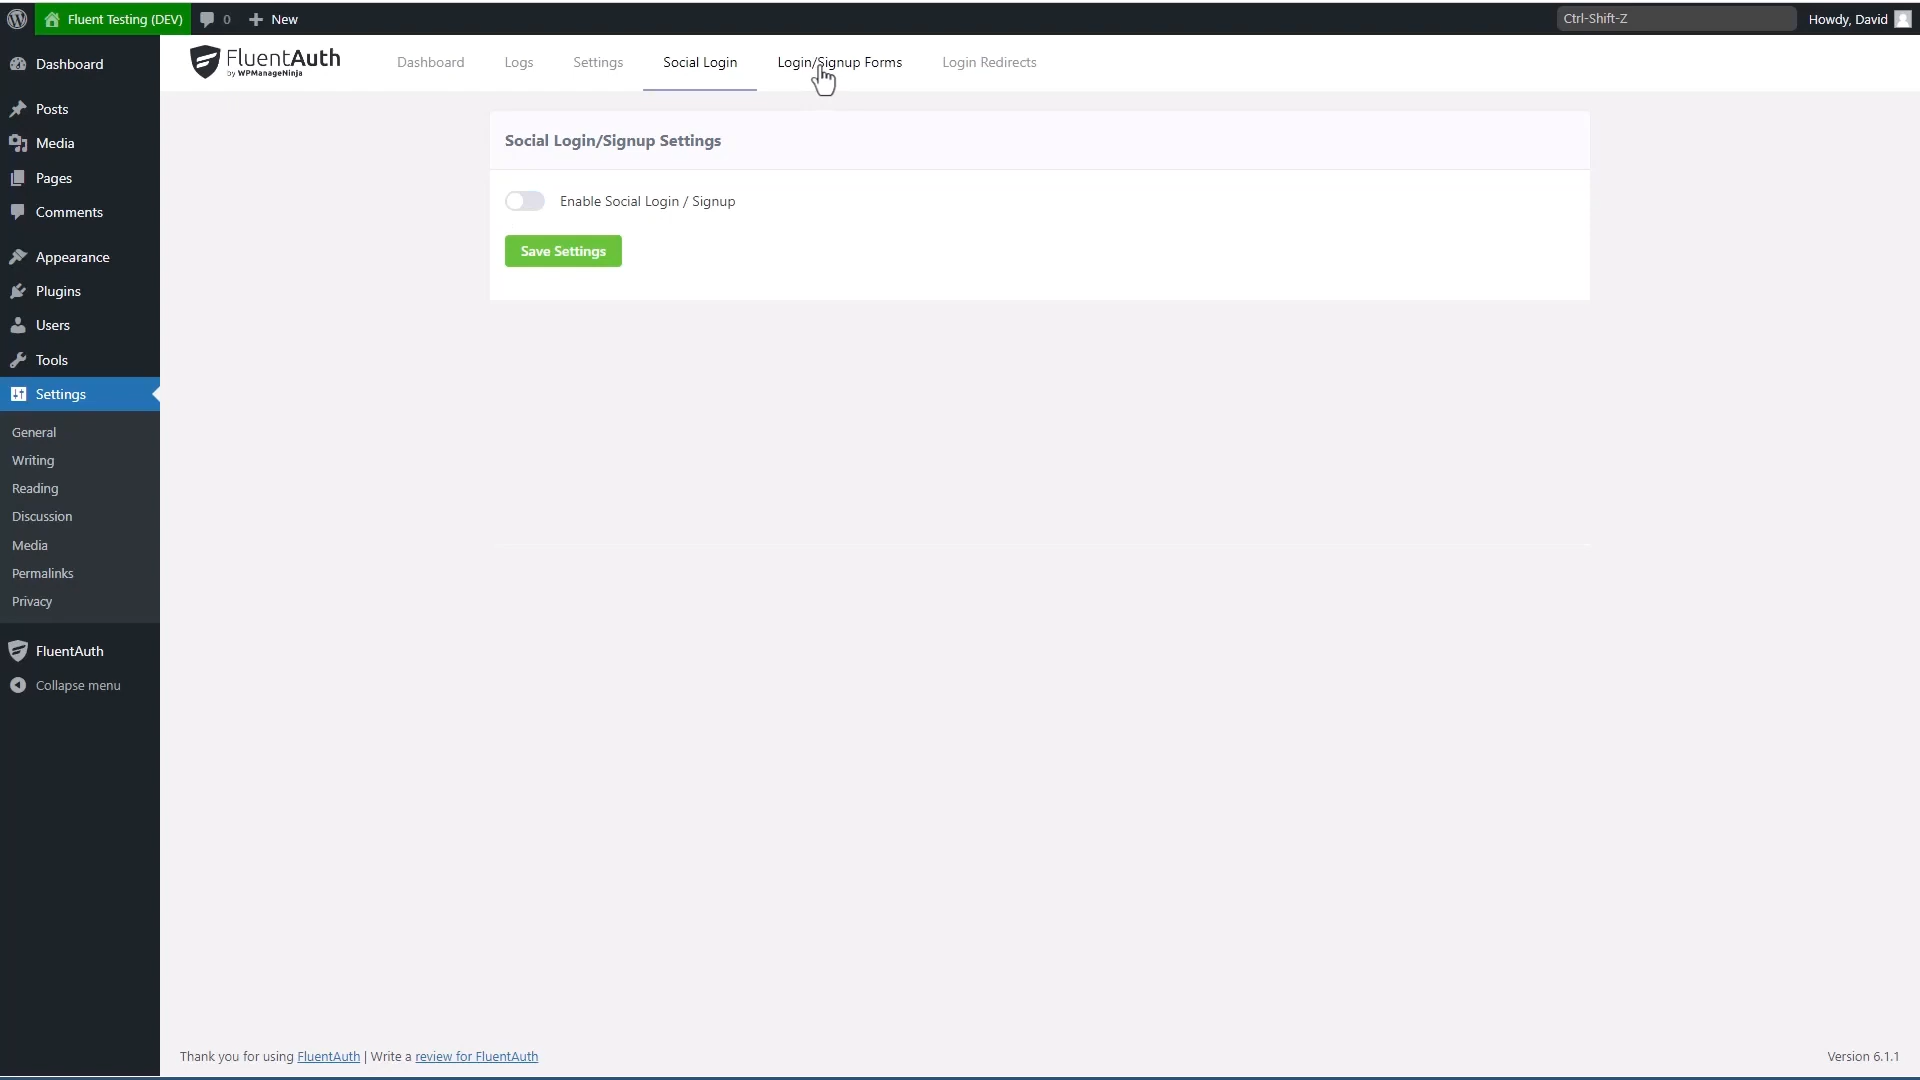 Fluent Testing (DEV) 0 New Ctrl-Shift-Z Howdy, David
FluentAuth
by WPManageNinja
Dashboard Logs Settings Social Login Login/Signup Forms Login Redirects
Dashboard
Posts
Media
Pages
Comments
Appearance
Plugins
Users
Tools
Settings
General
Writing
Reading
Discussion
Media
Permalinks
Privacy
FluentAuth
Collapse menu
Social Login/Signup Settings
Enable Social Login / Signup
Save Settings
Thank you for using FluentAuth | Write a review for FluentAuth
Version 6.1.1